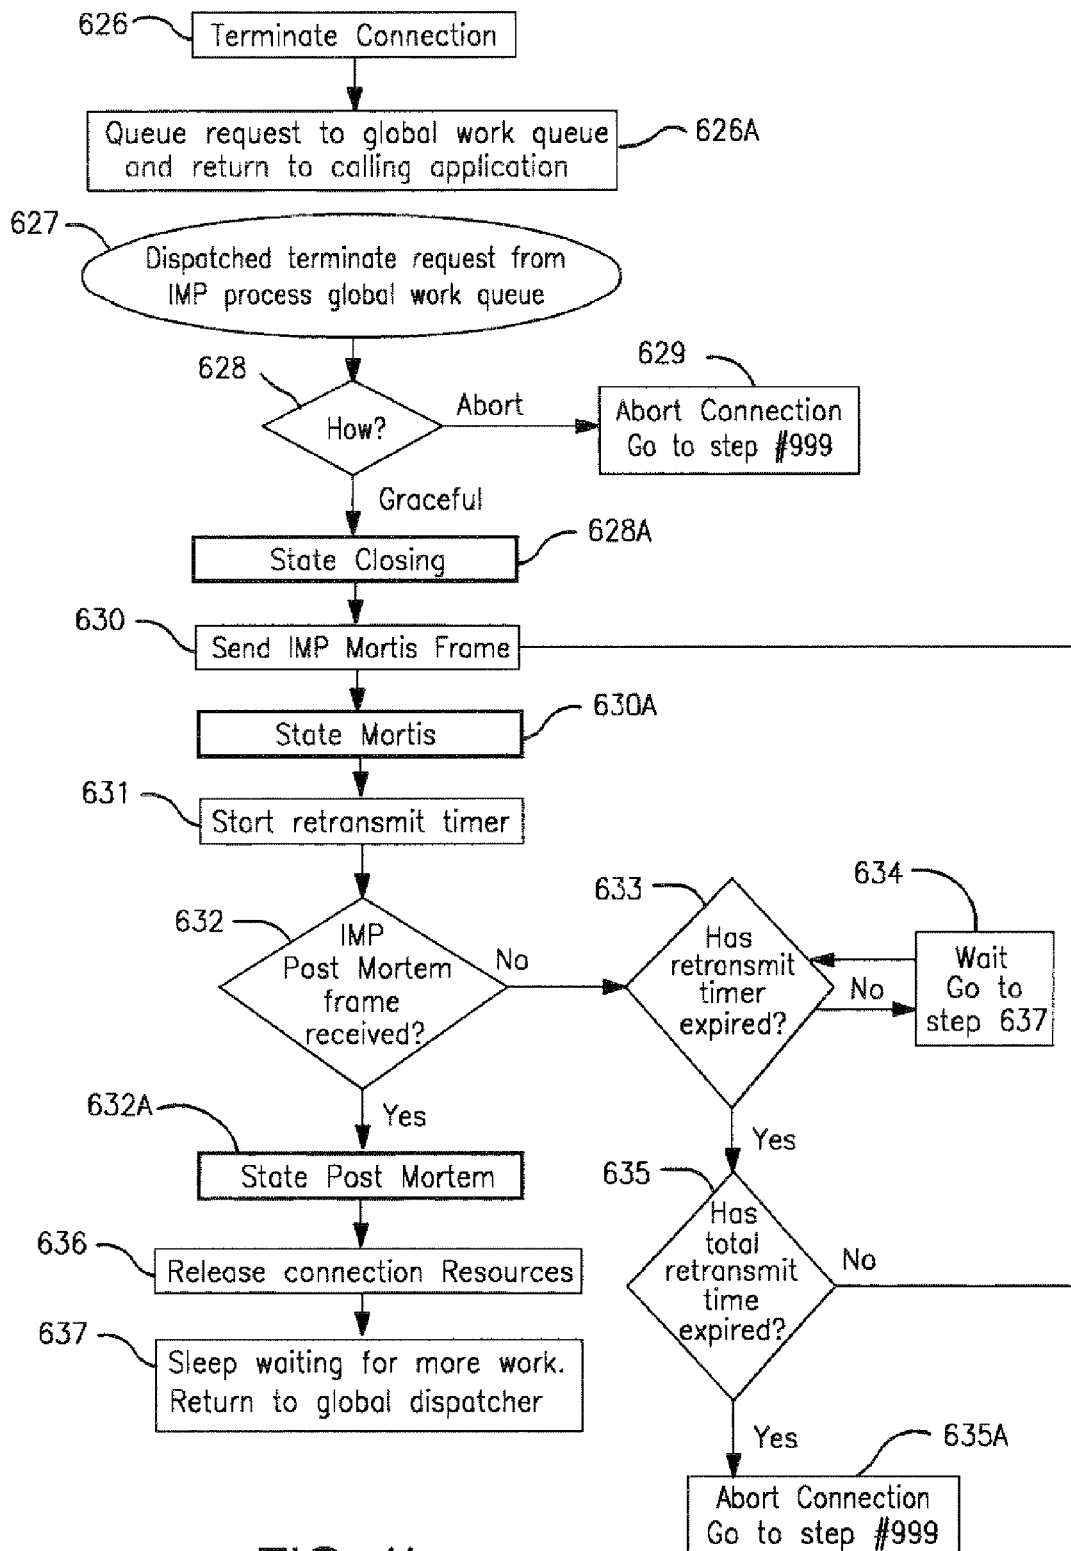 626
Terminate Connection
Queue request to global work queue
and return to calling application
626A
627
Dispatched terminate request from
IMP process global work queue
628
How?
Abort
629
Abort Connection
Go to step #999
Graceful
628A
State Closing
630
Send IMP Mortis Frame
630A
State Mortis
631
Start retransmit timer
632
IMP
Post Mortem
frame
received?
No
633
Has
retransmit
timer
expired?
No
634
Wait
Go to
step 637
Yes
632A
State Post Mortem
Yes
635
Has
total
retransmit
time
expired?
No
636
Release connection Resources
637
Sleep waiting for more work.
Return to global dispatcher
Yes
635A
Abort Connection
Go to step #999